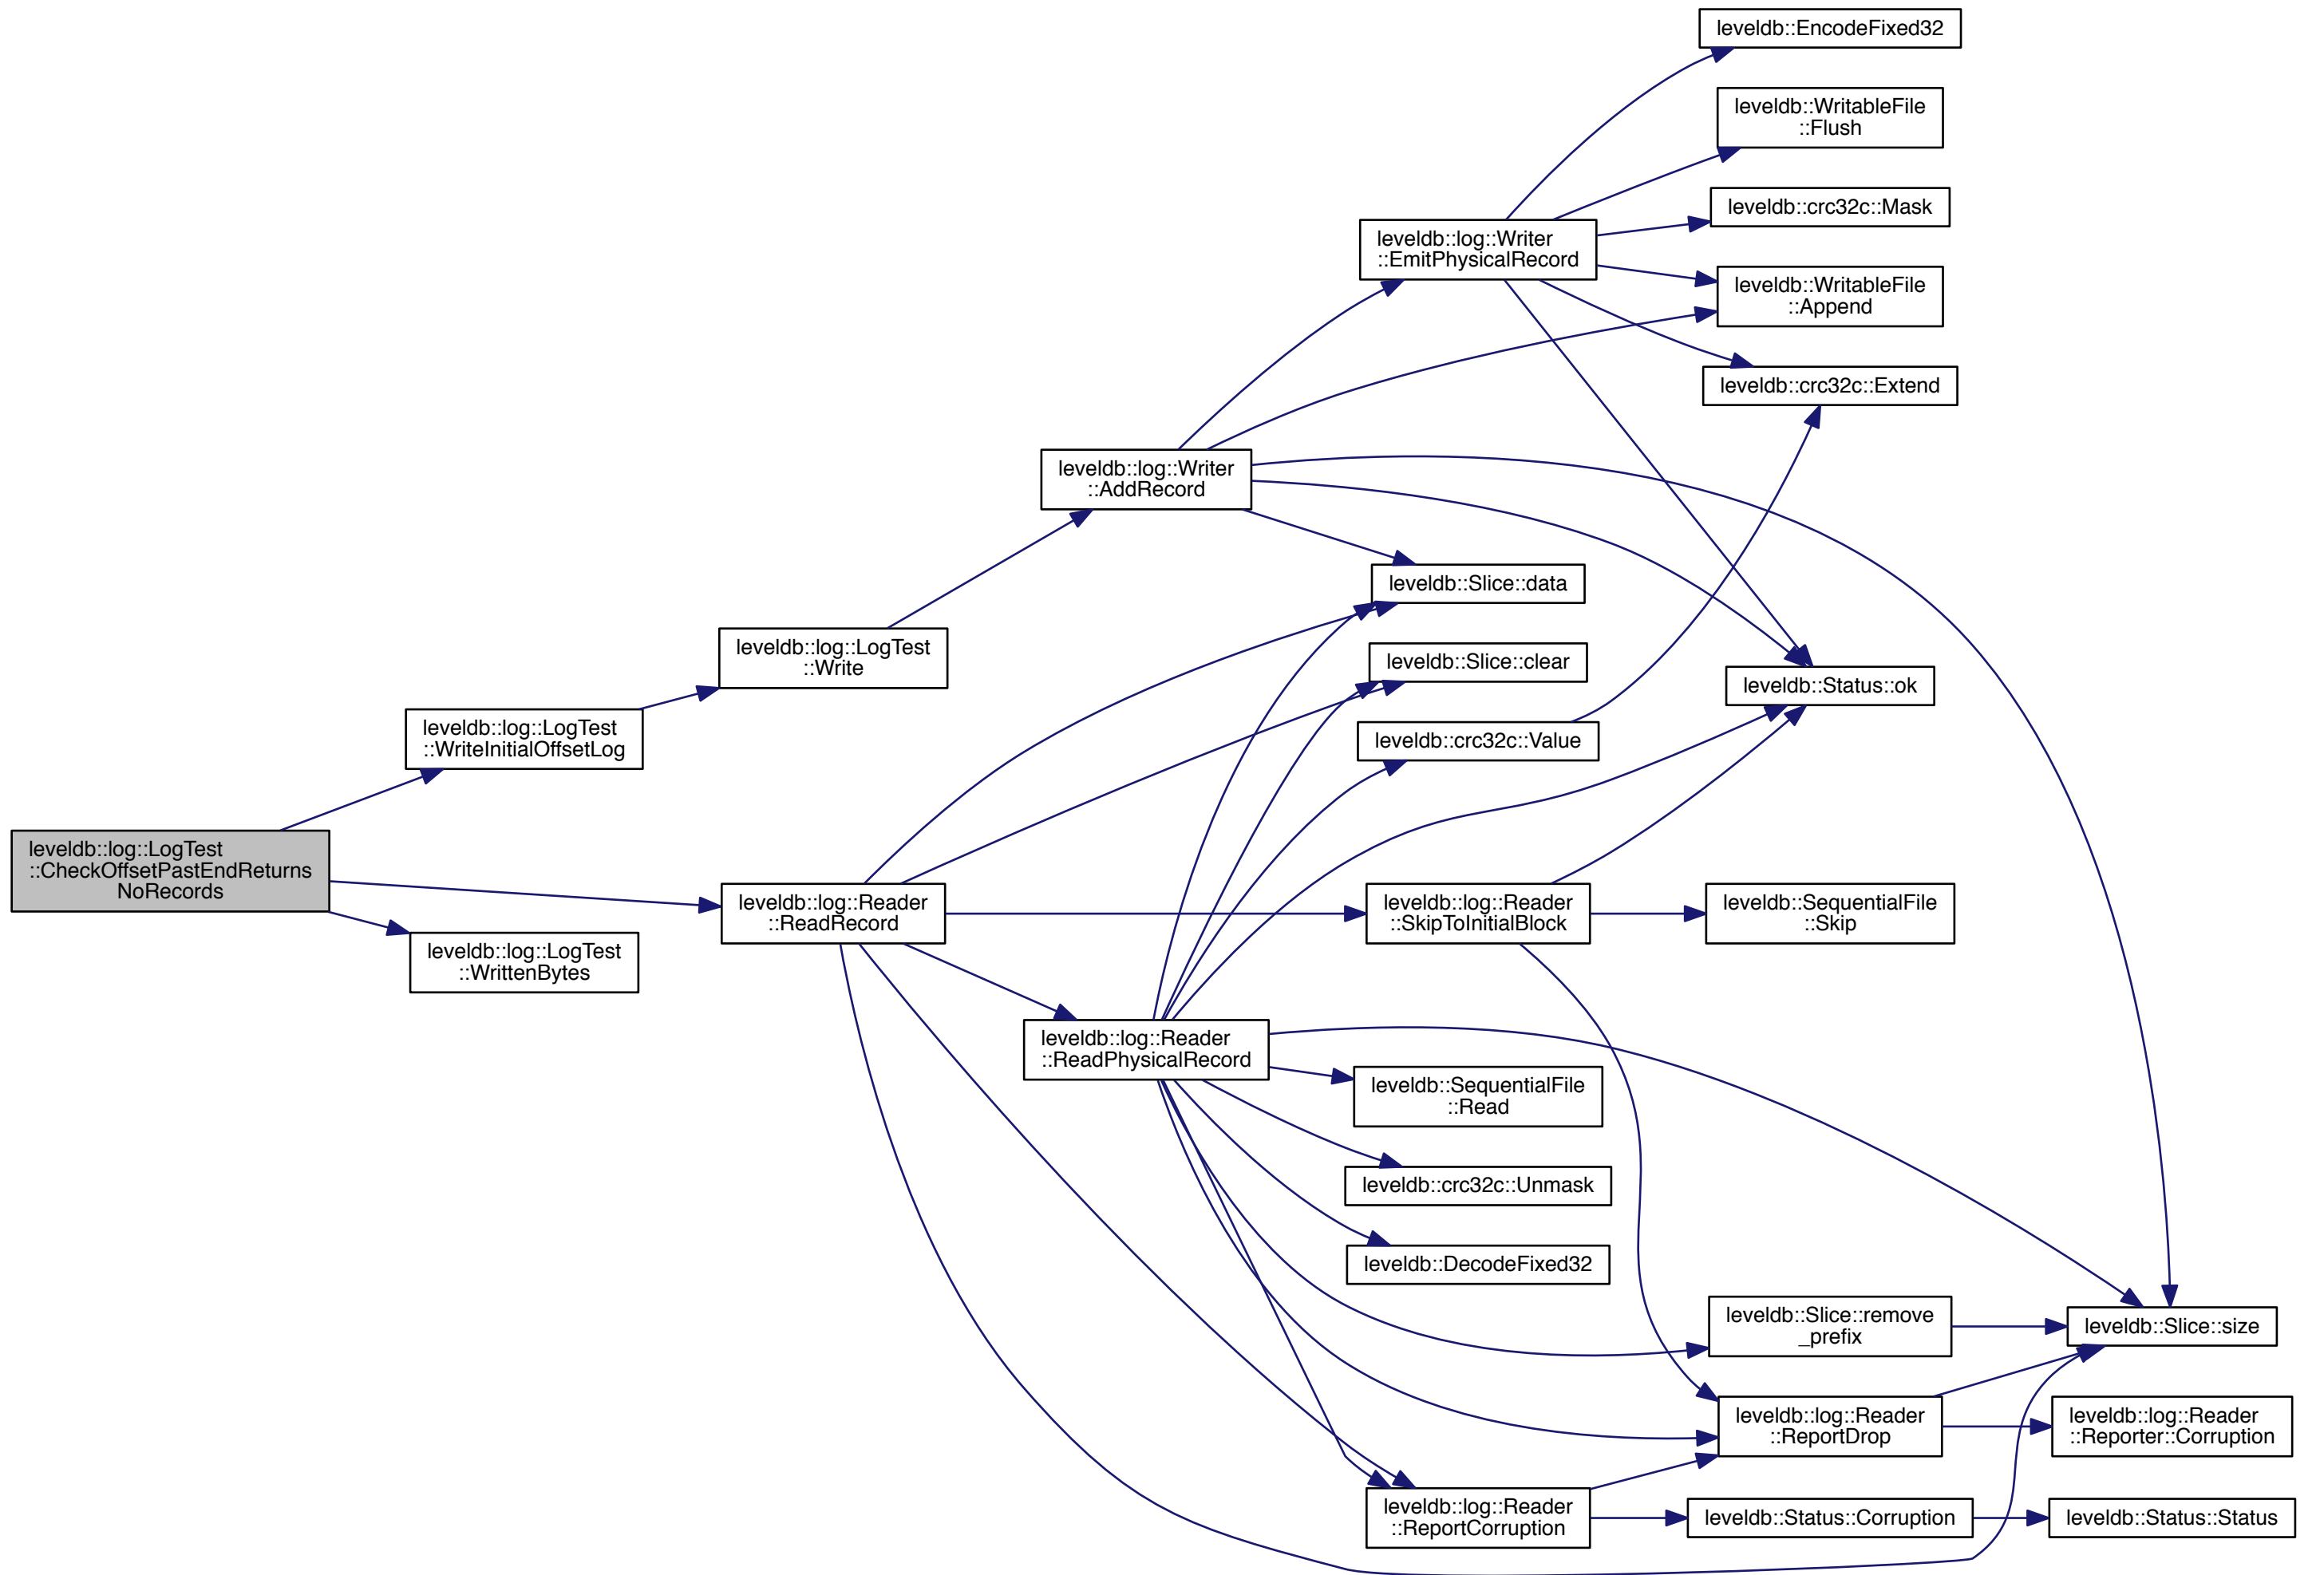 leveldb::EncodeFixed32
leveldb::WritableFile
::Flush
leveldb::crc32c::Mask
leveldb::log::Writer
::EmitPhysicalRecord
leveldb::WritableFile
::Append
leveldb::crc32c::Extend
leveldb::log::Writer
::AddRecord
leveldb::Slice::data
leveldb::log::LogTest
::Write
leveldb::Slice::clear
leveldb::Status::ok
leveldb::log::LogTest
::WriteInitialOffsetLog
leveldb::crc32c::Value
leveldb::log::LogTest
::CheckOffsetPastEndReturns
NoRecords
leveldb::log::Reader
::ReadRecord
leveldb::log::Reader
::SkipToInitialBlock
leveldb::SequentialFile
::Skip
leveldb::log::LogTest
::WrittenBytes
leveldb::log::Reader
::ReadPhysicalRecord
leveldb::SequentialFile
::Read
leveldb::crc32c::Unmask
leveldb::DecodeFixed32
leveldb::Slice::remove
_prefix
leveldb::Slice::size
leveldb::log::Reader
::ReportDrop
leveldb::log::Reader
::Reporter::Corruption
leveldb::log::Reader
::ReportCorruption
leveldb::Status::Corruption
leveldb::Status::Status